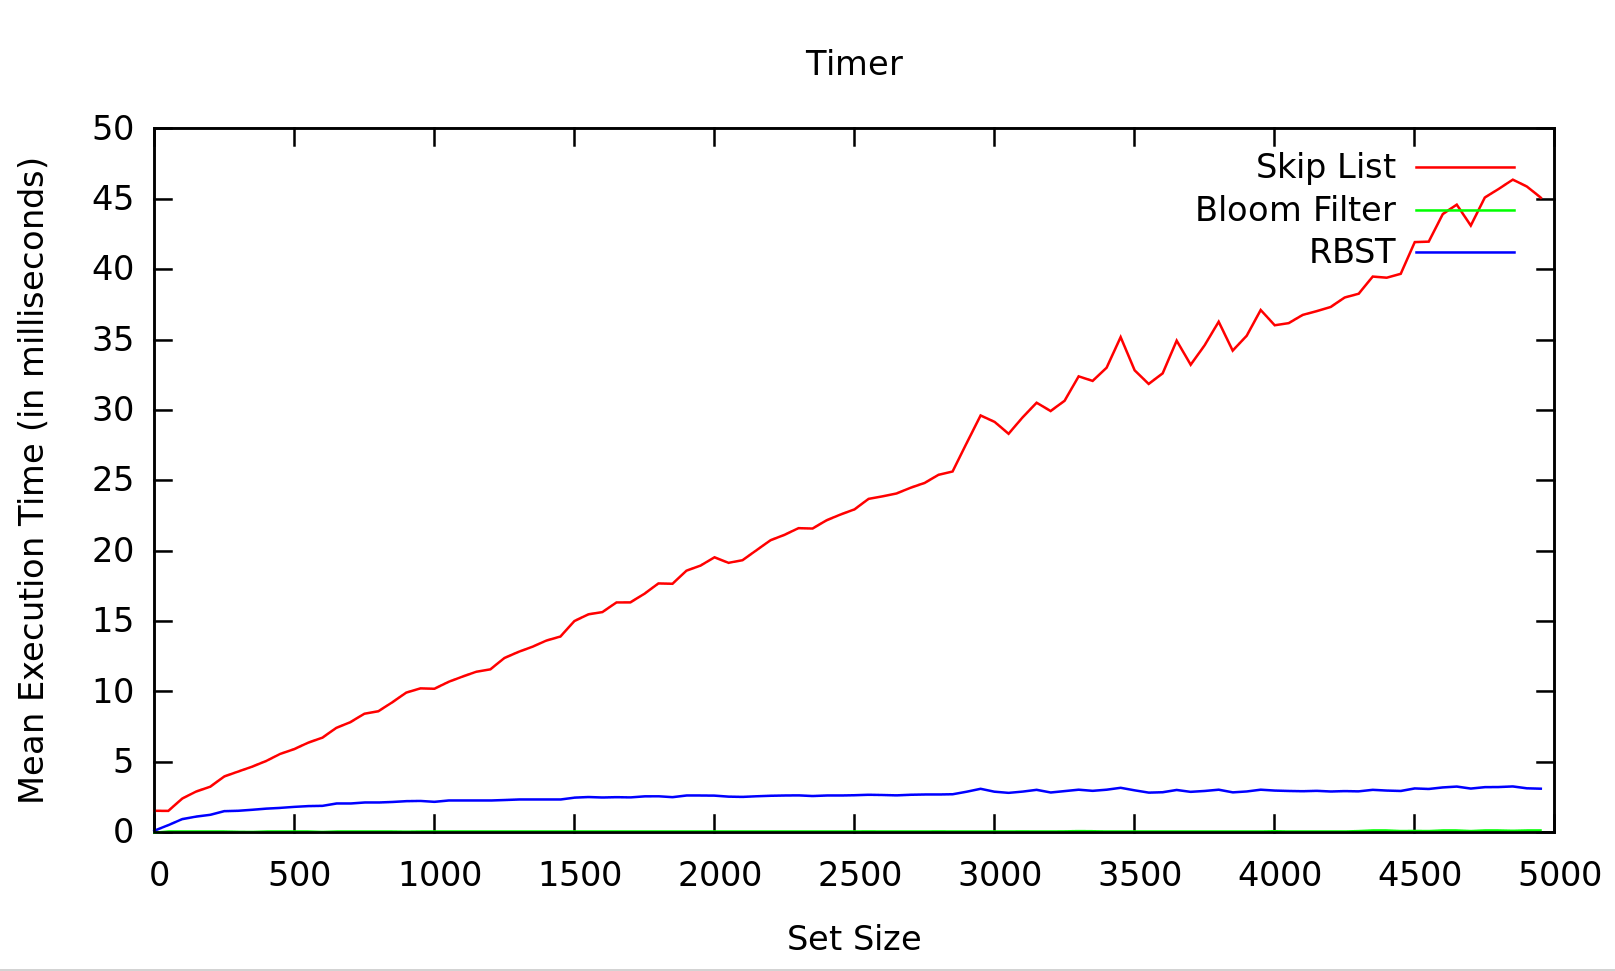 Timer
Mean Execution Time (in milliseconds)
50
45
40
35
30
25
20
15
10
5
0
Skip List
Bloom Filter
RBST
0 500 1000 1500 2000 2500 3000 3500 4000 4500 5000
Set Size